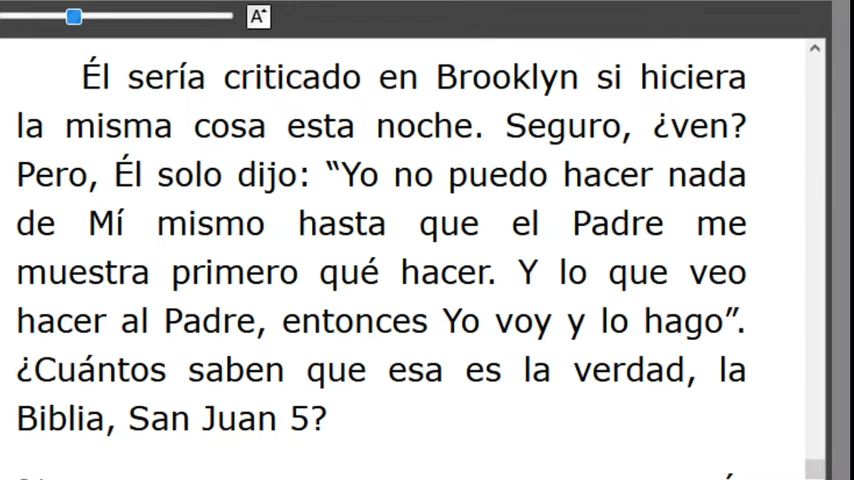 A
Él sería criticado en Brooklyn si hiciera
la misma cosa esta noche. Seguro, ¿ven?
Pero, Él solo dijo: “Yo no puedo hacer nada
de Mí mismo hasta que el Padre me
muestra primero qué hacer. Y lo que veo
hacer al Padre, entonces Yo voy y lo hago”.
¿Cuántos saben que esa es la verdad, la
Biblia, San Juan 5?